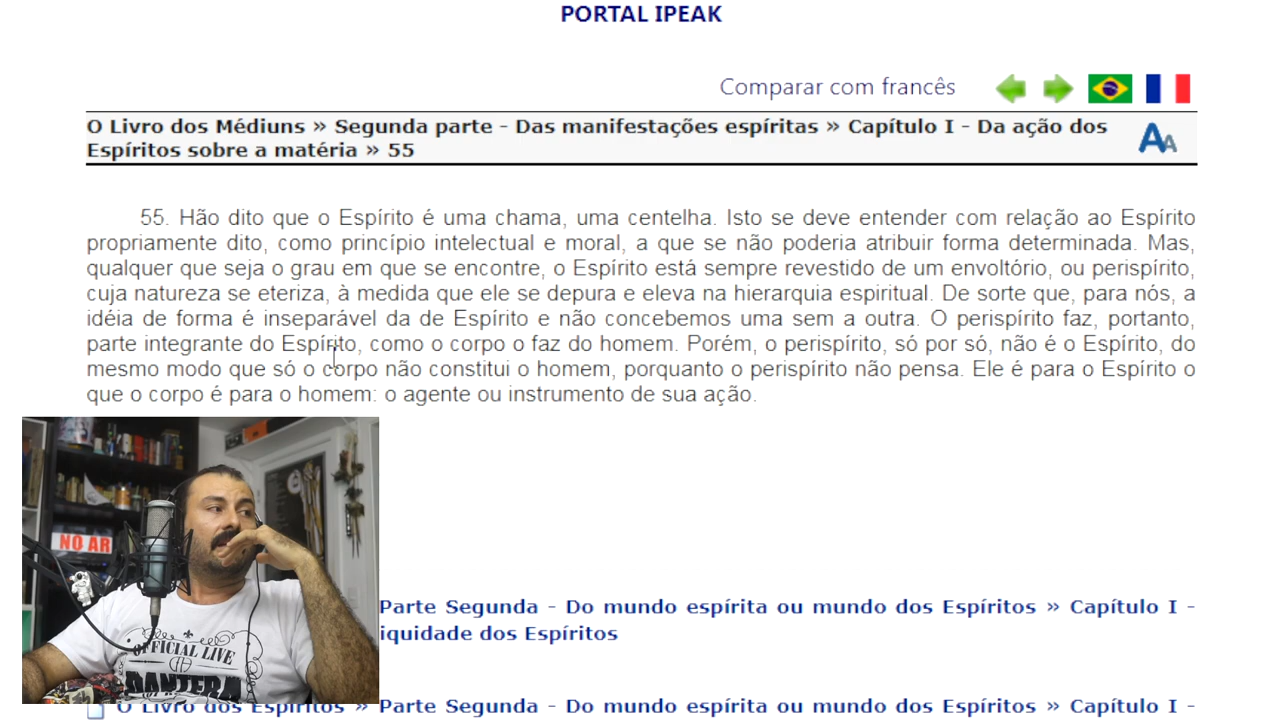 PORTAL IPEAK
Comparar com francês
O Livro dos Médiuns » Segunda parte - Das manifestações espíritas » Capítulo I - Da ação dos
Espíritos sobre a matéria » 55
55. Hão dito que o Espírito é uma chama, uma centelha. Isto se deve entender com relação ao Espírito
propriamente dito, como princípio intelectual e moral, a que se não poderia atribuir forma determinada. Mas,
qualquer que seja o grau em que se encontre, o Espírito está sempre revestido de um envoltório, ou perispírito,
cuja natureza se eteriza, à medida que ele se depura e eleva na hierarquia espiritual. De sorte que, para nós, a
idéia de forma é inseparável da de Espírito e não concebemos uma sem a outra. O perispírito faz, portanto,
parte integrante do Espírito, como o corpo o faz do homem. Porém, o perispírito, só por só, não é o Espírito, do
mesmo modo que só o corpo não constitui o homem, porquanto o perispírito não pensa. Ele é para o Espírito o
que o corpo é para o homem: o agente ou instrumento de sua ação.
NO AR
OFFICIAL LIVE
PANTERA
Parte Segunda - Do mundo espírita ou mundo dos Espíritos » Capítulo I -
iquidade dos Espíritos
O Livro dos Espíritos » Parte Segunda - Do mundo espírita ou mundo dos Espíritos » Capítulo I -